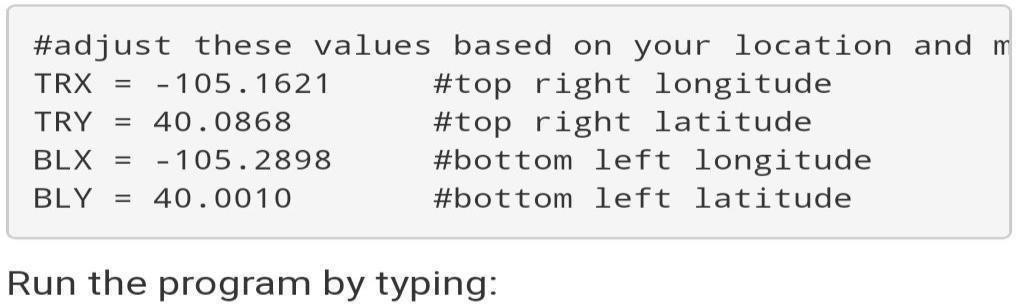 #adjust these values based on your location and
TRX = -105.1621 #top right longitude
TRY = 40.0868 #top right latitude
BLX = -105.2898 #bottom left longitude
BLY = 40.0010 #bottom left latitude
Run the program by typing: